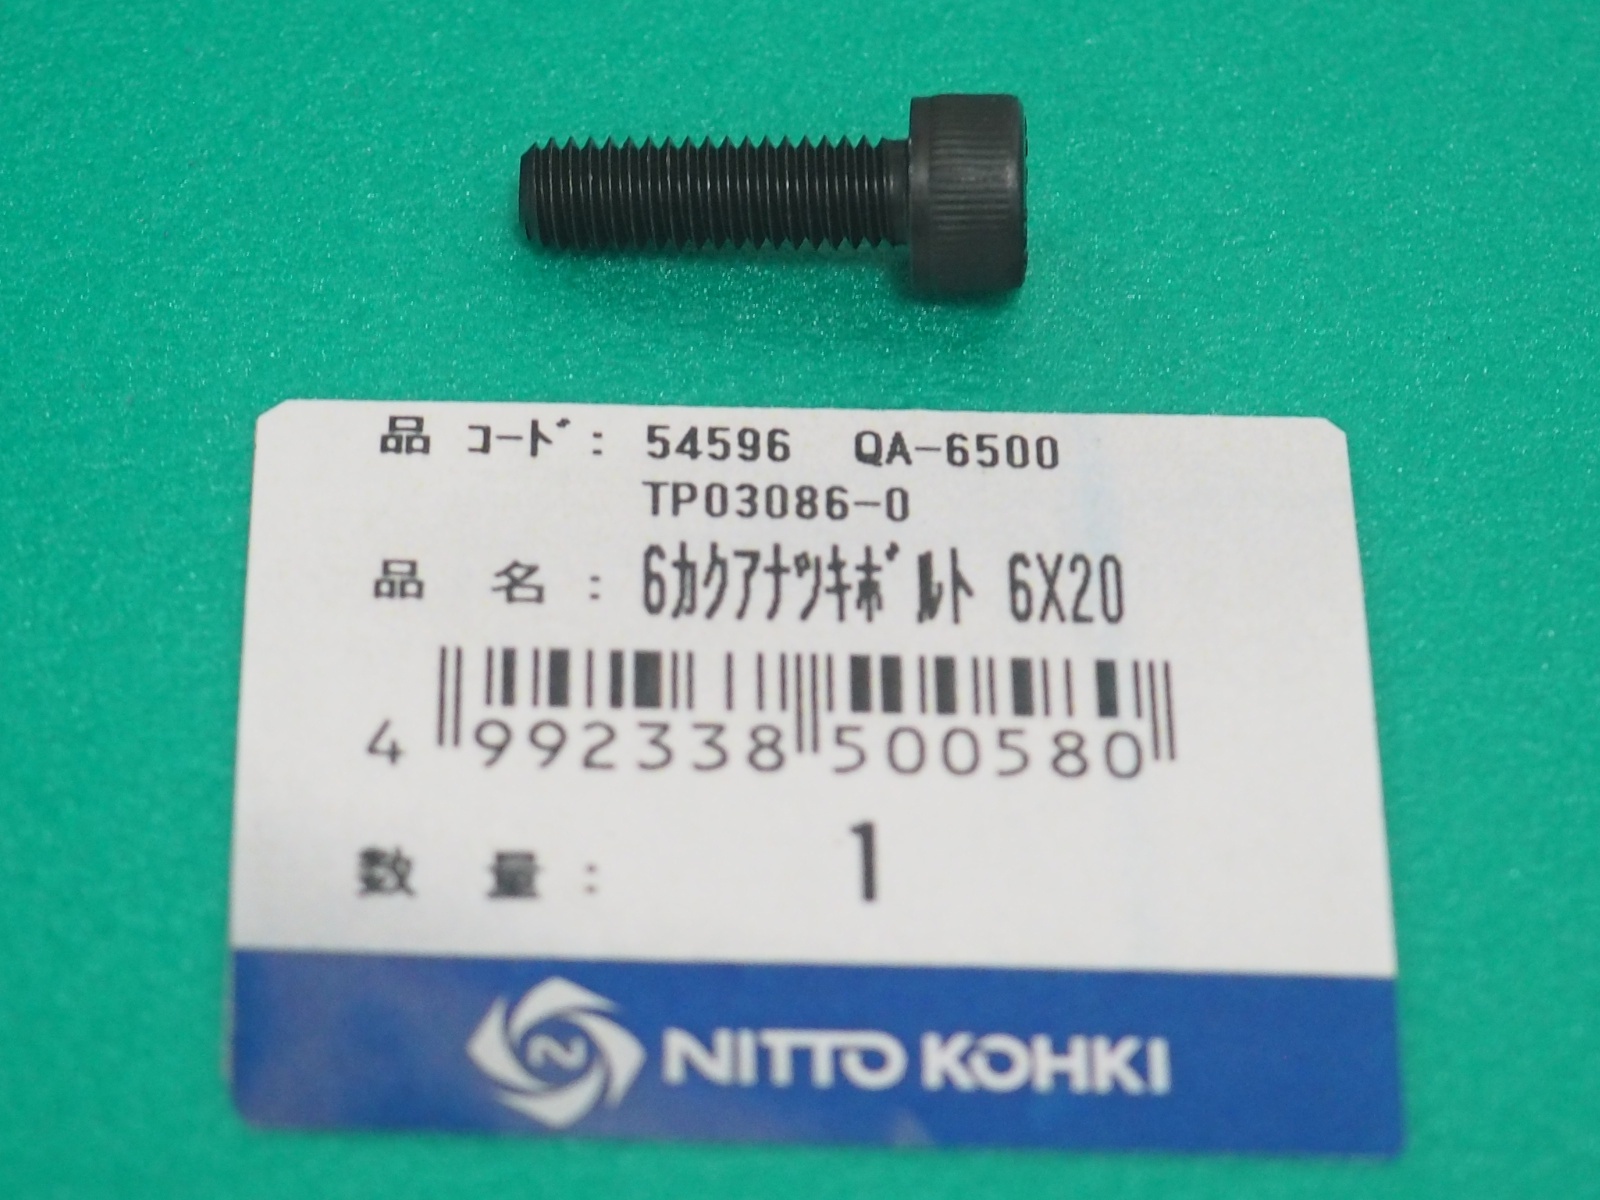 品 ｺｰﾄﾞ: 54596 QA-6500
TP03086-0
品 名: 6ｶｸｱﾅﾂｷﾎﾞﾙﾄ 6X20
4 992338 500580
数 量: 1
NITTO KOHKI